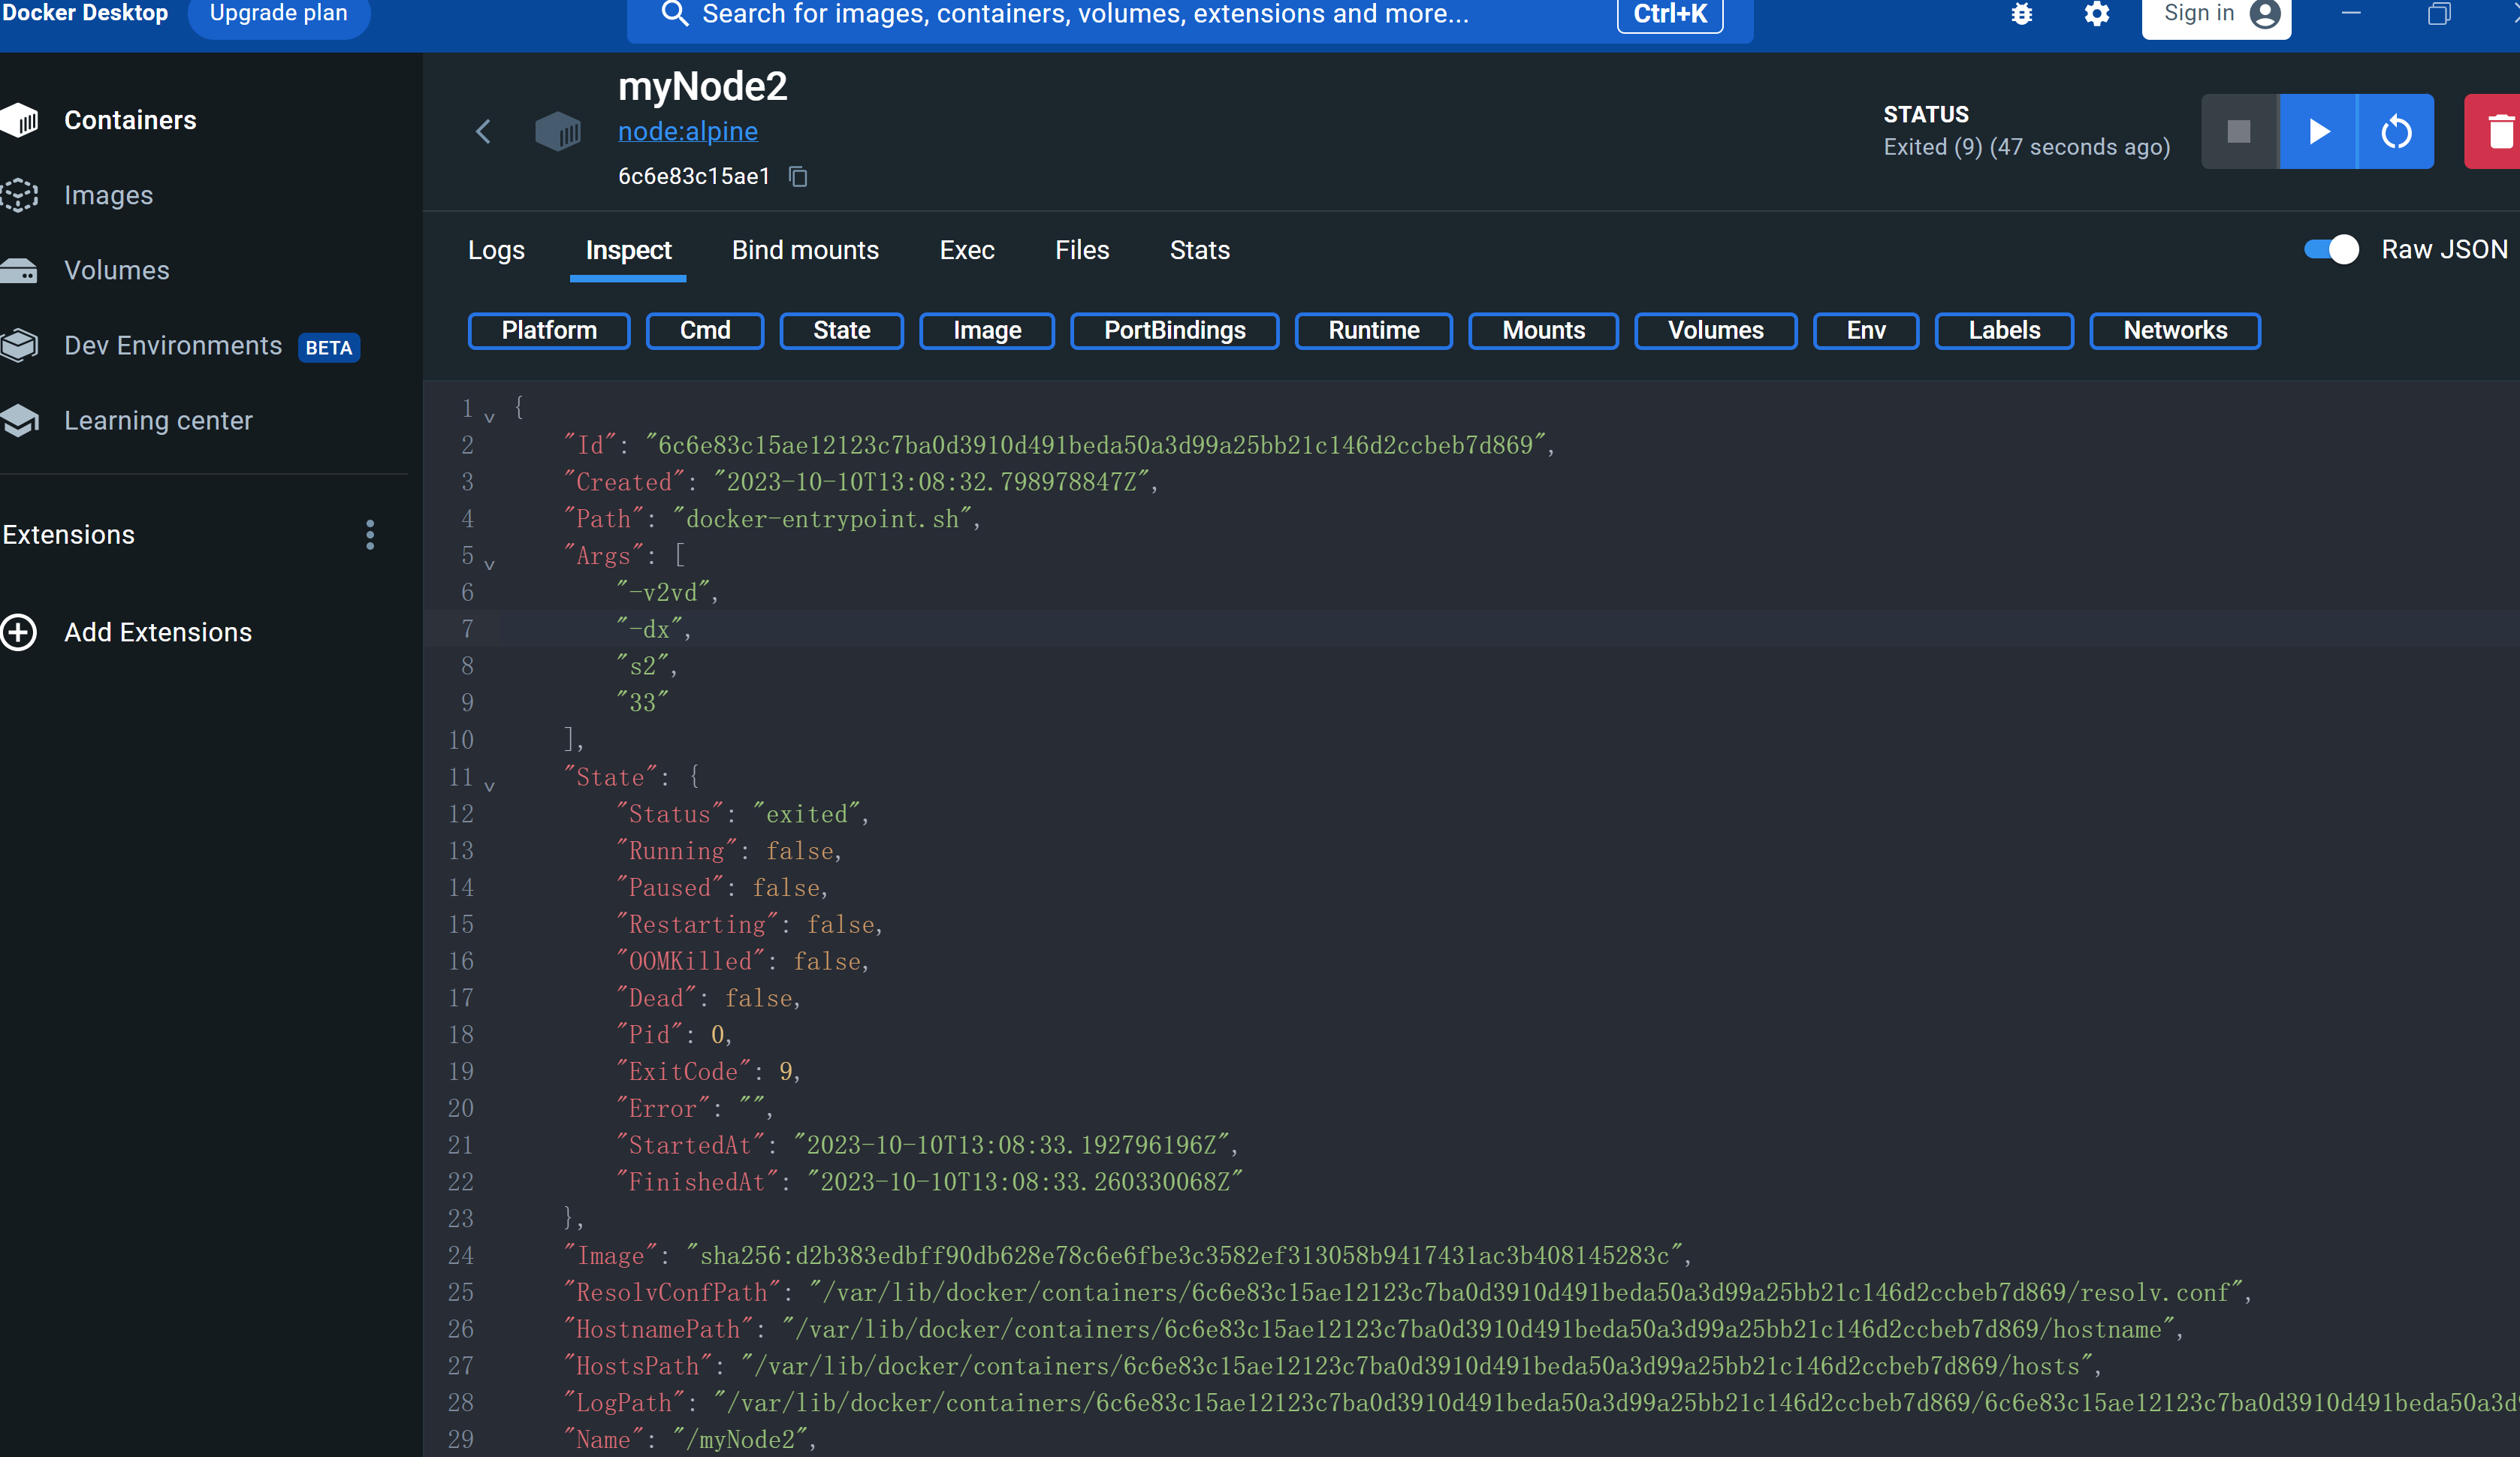 Docker Desktop Upgrade plan Search for images, containers, volumes, extensions and more... Ctrl+K Sign in
Containers
Images
Volumes
Dev Environments BETA
Learning center
Extensions
Add Extensions
myNode2
node:alpine
6c6e83c15ae1
STATUS
Exited (9) (47 seconds ago)
Logs Inspect Bind mounts Exec Files Stats Raw JSON
Platform Cmd State Image PortBindings Runtime Mounts Volumes Env Labels Networks
1 {
2 "Id": "6c6e83c15ae12123c7ba0d3910d491beda50a3d99a25bb21c146d2ccbeb7d869",
3 "Created": "2023-10-10T13:08:32.798978847Z",
4 "Path": "docker-entrypoint.sh",
5 "Args": [
6 "-v2vd",
7 "-dx",
8 "s2",
9 "33"
10 ],
11 "State": {
12 "Status": "exited",
13 "Running": false,
14 "Paused": false,
15 "Restarting": false,
16 "OOMKilled": false,
17 "Dead": false,
18 "Pid": 0,
19 "ExitCode": 9,
20 "Error": "",
21 "StartedAt": "2023-10-10T13:08:33.192796196Z",
22 "FinishedAt": "2023-10-10T13:08:33.260330068Z"
23 },
24 "Image": "sha256:d2b383edbff90db628e78c6e6fbe3c3582ef313058b9417431ac3b408145283c",
25 "ResolvConfPath": "/var/lib/docker/containers/6c6e83c15ae12123c7ba0d3910d491beda50a3d99a25bb21c146d2ccbeb7d869/resolv.conf",
26 "HostnamePath": "/var/lib/docker/containers/6c6e83c15ae12123c7ba0d3910d491beda50a3d99a25bb21c146d2ccbeb7d869/hostname",
27 "HostsPath": "/var/lib/docker/containers/6c6e83c15ae12123c7ba0d3910d491beda50a3d99a25bb21c146d2ccbeb7d869/hosts",
28 "LogPath": "/var/lib/docker/containers/6c6e83c15ae12123c7ba0d3910d491beda50a3d99a25bb21c146d2ccbeb7d869/6c6e83c15ae12123c7ba0d3910d491beda50a3d
29 "Name": "/myNode2",